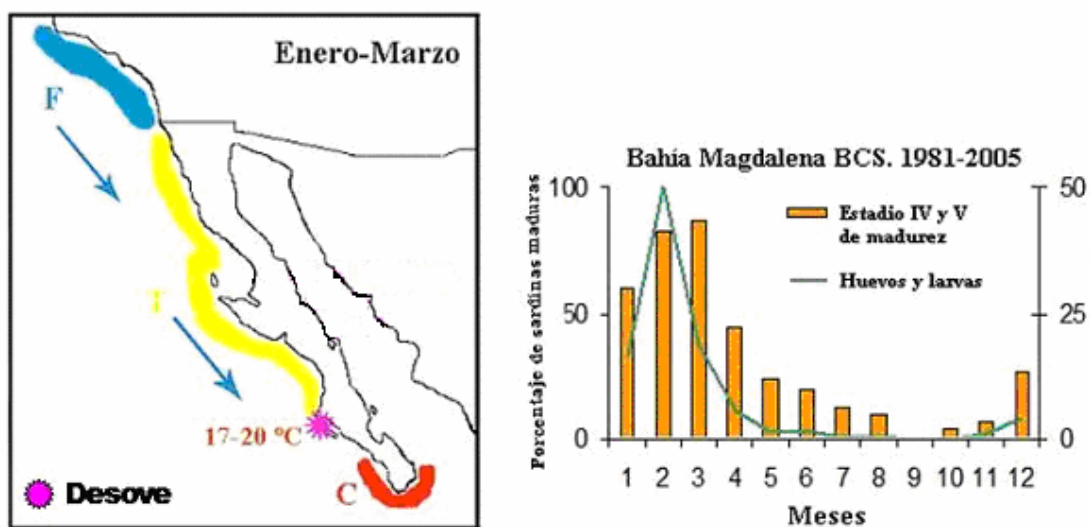 Enero-Marzo
F
T
17-20 °C
C
Desove
Bahía Magdalena BCS. 1981-2005
Porcentaje de sardinas maduras
100
50
0
50
25
0
Estadio IV y V
de madurez
Huevos y larvas
1 2 3 4 5 6 7 8 9 10 11 12
Meses